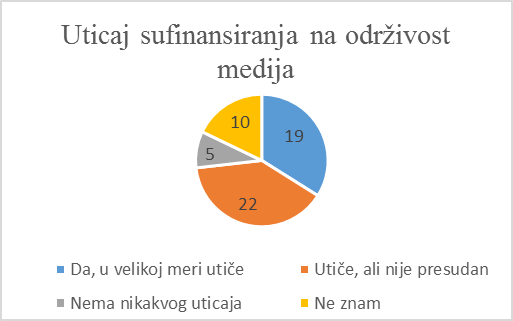 Uticaj sufinansiranja na održivost
medija
10
19
5
22
Da, u velikoj meri utiče
Utiče, ali nije presudan
Nema nikakvog uticaja
Ne znam